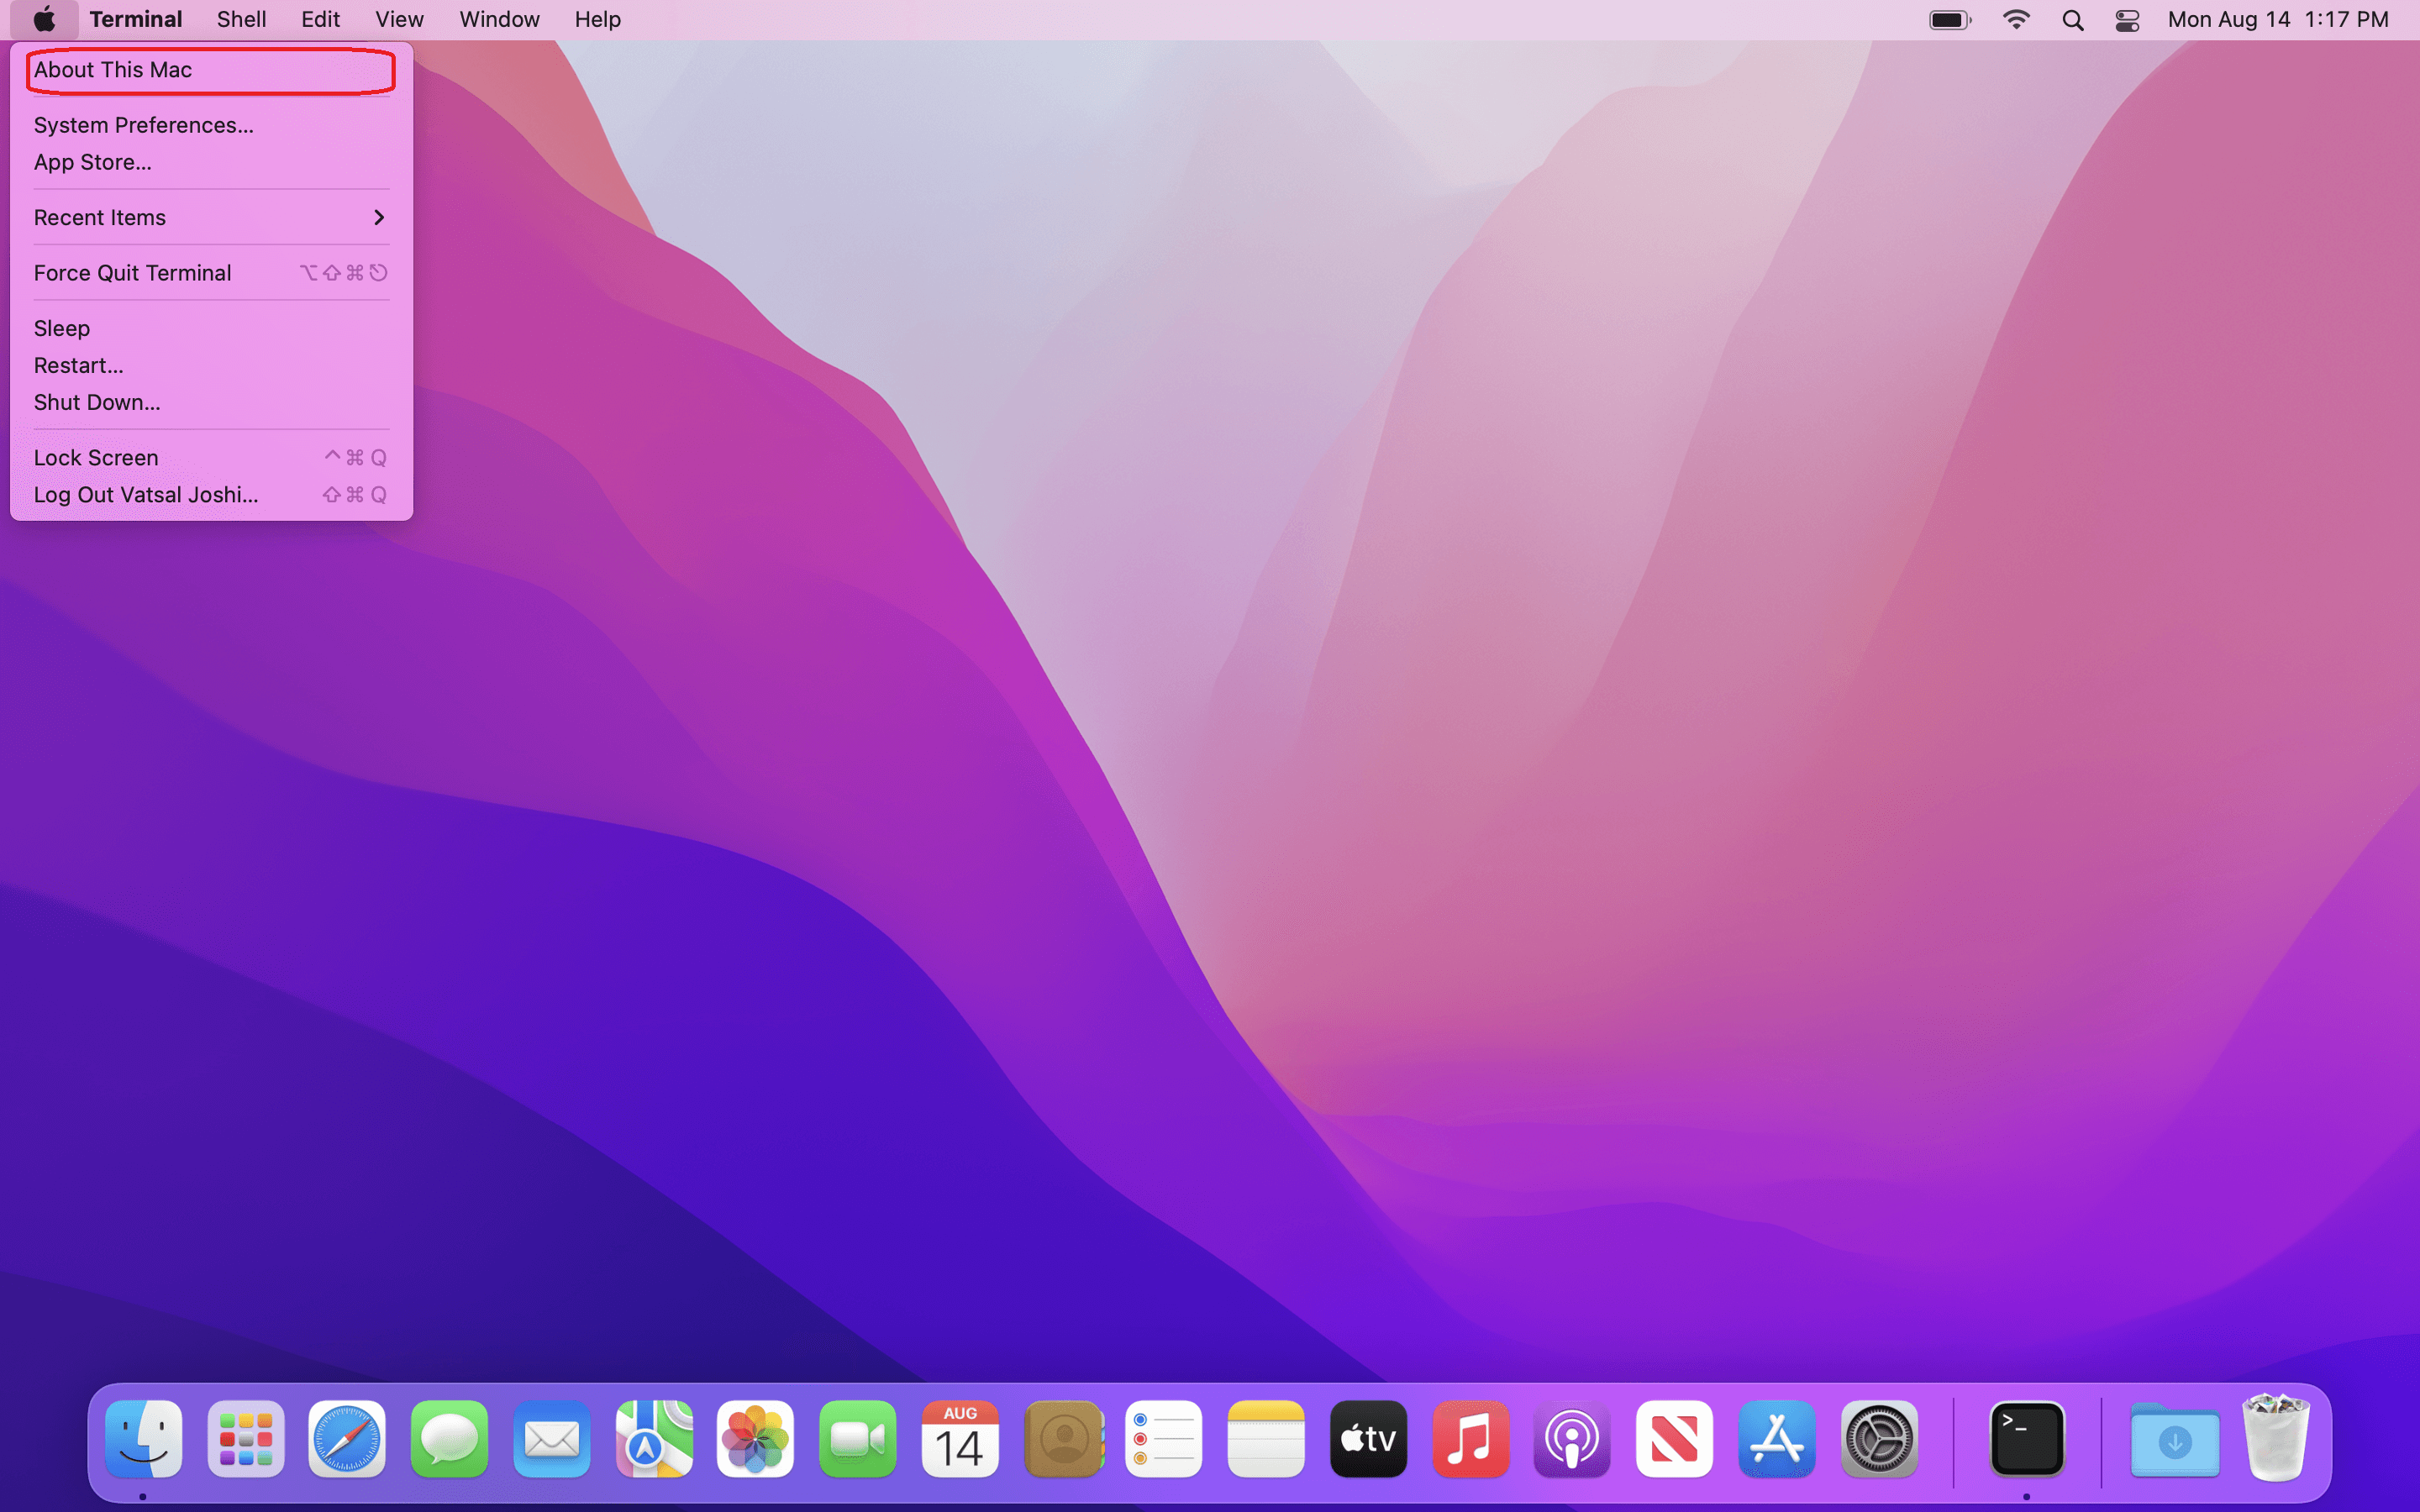 Terminal Shell Edit View Window Help Mon Aug 14 1:17 PM
About This Mac
System Preferences...
App Store...
Recent Items
Force Quit Terminal ⌥⇧⌘⎋
Sleep
Restart...
Shut Down...
Lock Screen ^⌘Q
Log Out Vatsal Joshi... ⇧⌘Q
AUG
14
tv
>_